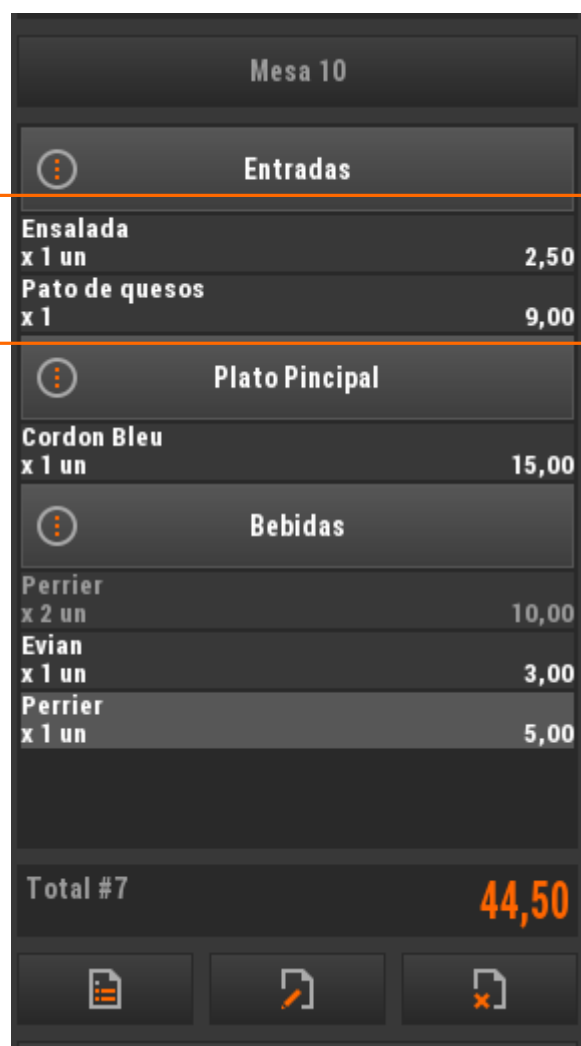 Mesa 10
Entradas
Ensalada
x 1 un 2,50
Pato de quesos
x 1 9,00
Plato Pincipal
Cordon Bleu
x 1 un 15,00
Bebidas
Perrier
x 2 un 10,00
Evian
x 1 un 3,00
Perrier
x 1 un 5,00
Total #7 44,50